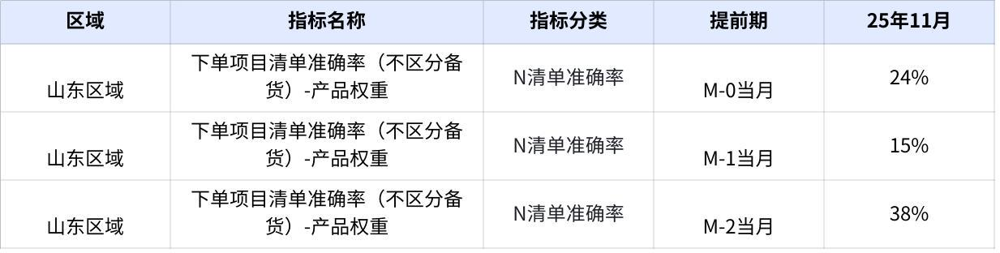 区域 指标名称 指标分类 提前期 25年11月
山东区域 下单项目清单准确率（不区分备
货）-产品权重 N清单准确率 M-0当月 24%
山东区域 下单项目清单准确率（不区分备
货）-产品权重 N清单准确率 M-1当月 15%
山东区域 下单项目清单准确率（不区分备
货）-产品权重 N清单准确率 M-2当月 38%